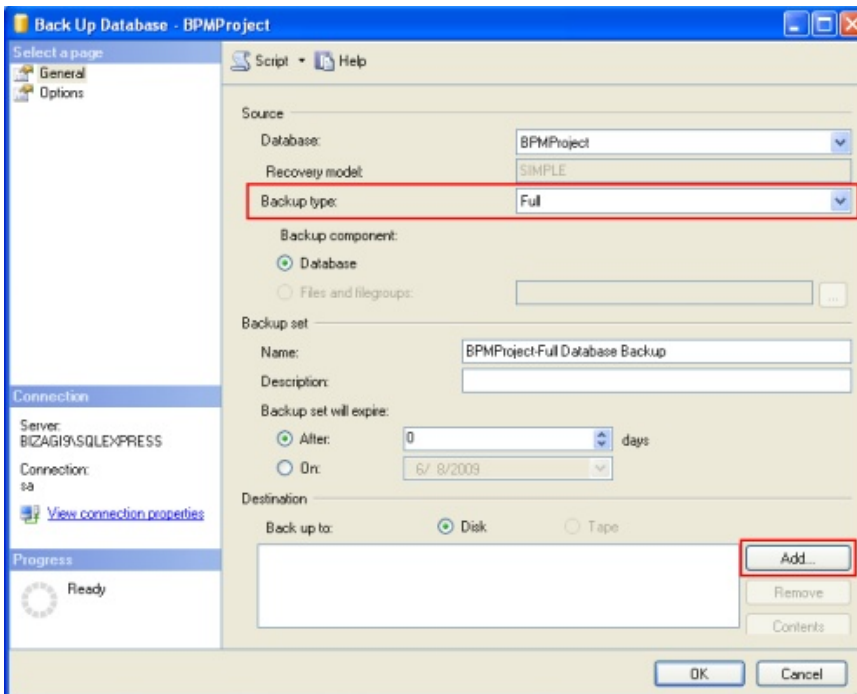 Back Up Database - BPMProject
Select a page
General
Options
Script Help
Source
Database: BPMProject
Recovery model: SIMPLE
Backup type: Full
Backup component:
Database
Files and filegroups: ...
Backup set
Name: BPMProject-Full Database Backup
Description:
Backup set will expire:
After: 0 days
On: 6/ 8/2009
Destination
Back up to: Disk Tape
Add...
Remove
Contents
Connection
Server:
BIZAGI9\SQLEXPRESS
Connection:
sa
View connection properties
Progress
Ready
OK Cancel